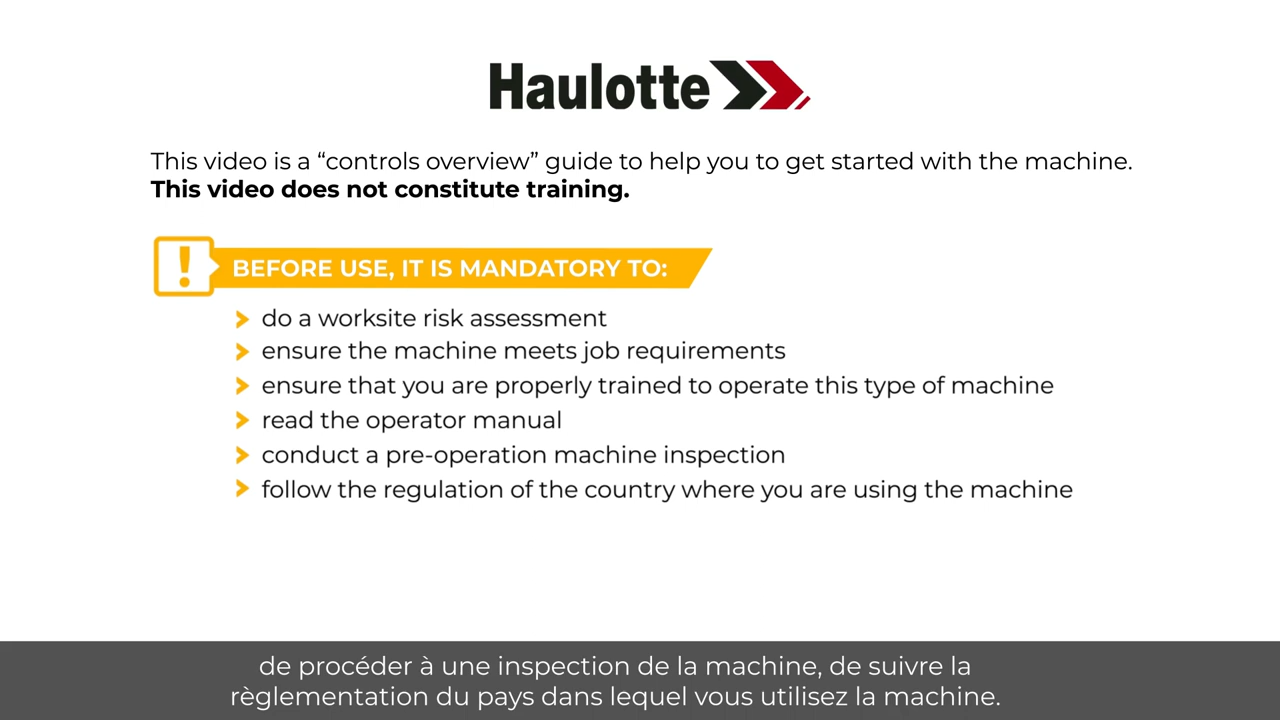 Haulotte
This video is a “controls overview” guide to help you to get started with the machine.
This video does not constitute training.
! BEFORE USE, IT IS MANDATORY TO:
do a worksite risk assessment
ensure the machine meets job requirements
ensure that you are properly trained to operate this type of machine
read the operator manual
conduct a pre-operation machine inspection
follow the regulation of the country where you are using the machine
de procéder à une inspection de la machine, de suivre la
règlementation du pays dans lequel vous utilisez la machine.